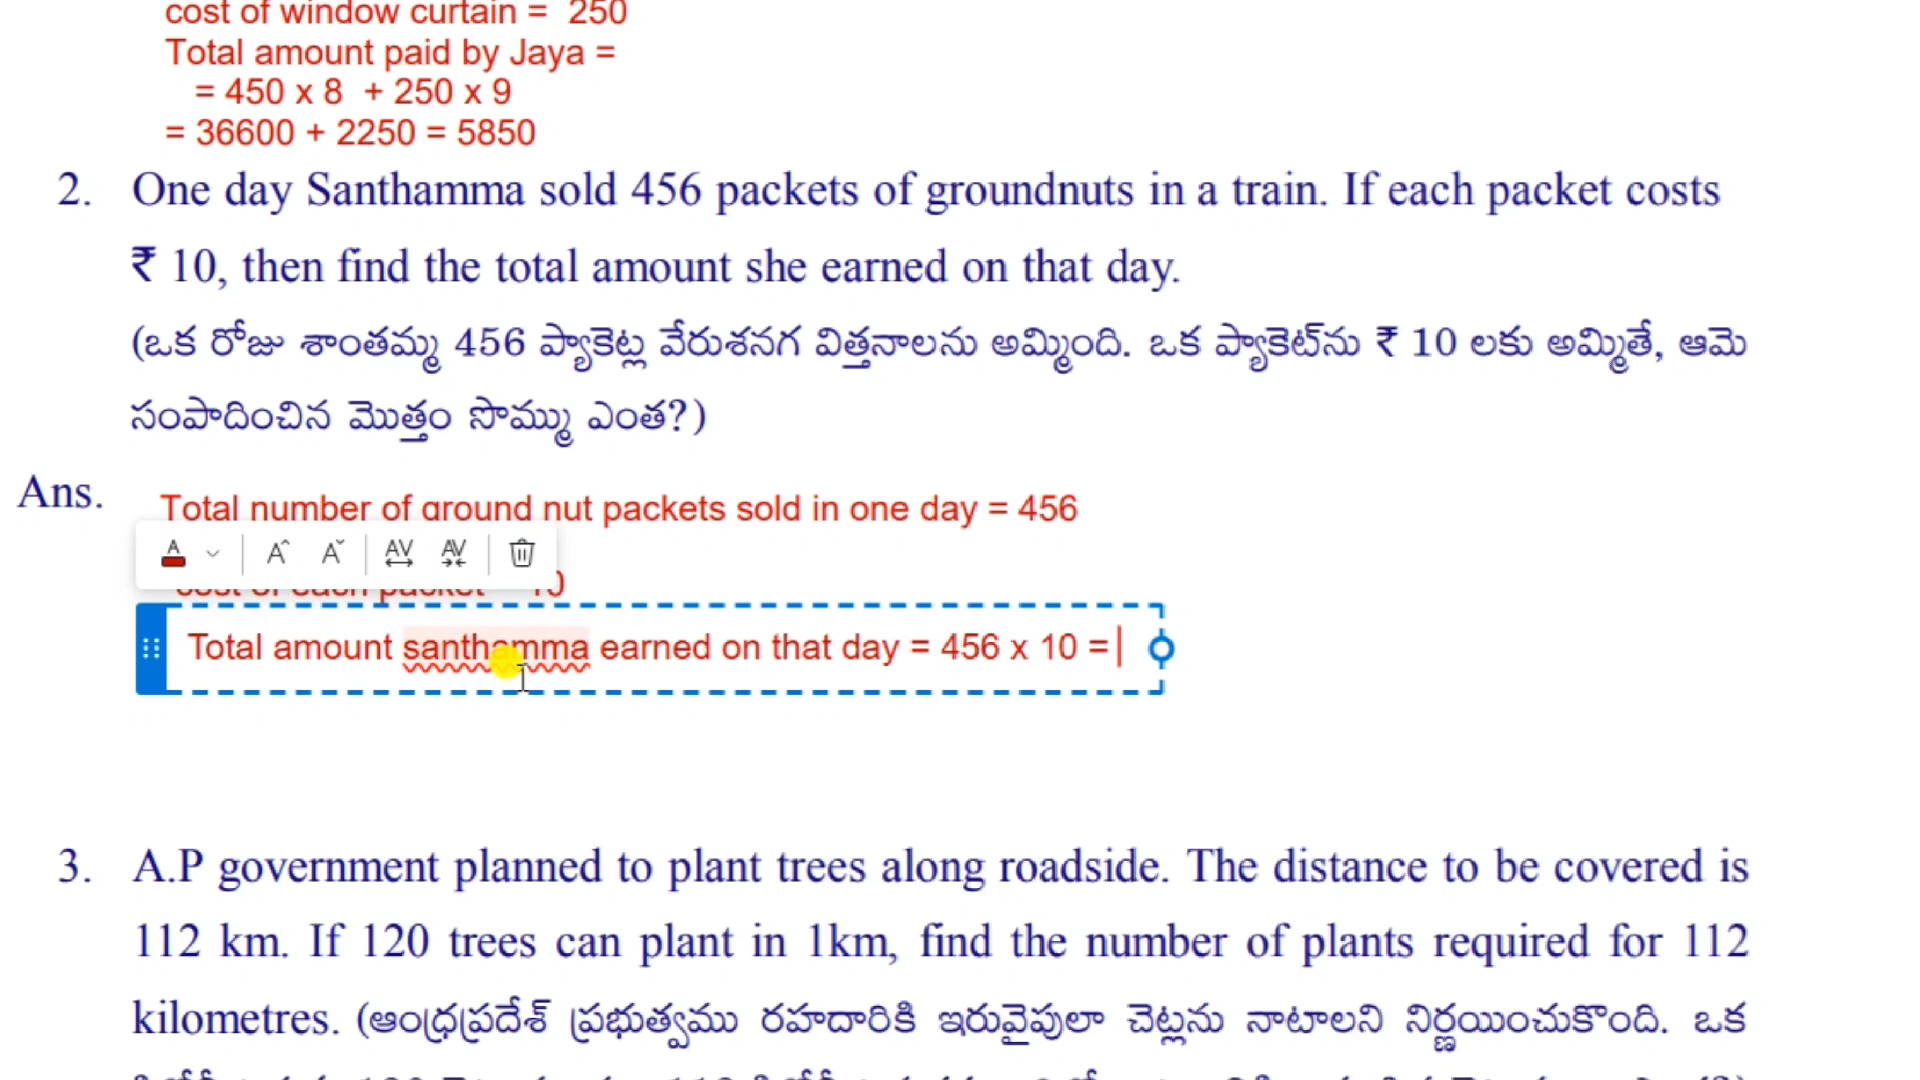 cost of window curtain = 250
Total amount paid by Jaya =
= 450 x 8 + 250 x 9
= 36600 + 2250 = 5850
2. One day Santhamma sold 456 packets of groundnuts in a train. If each packet costs
₹ 10, then find the total amount she earned on that day.
(ఒక రోజు శాంతమ్మ 456 ప్యాకెట్ల వేరుశనగ విత్తనాలను అమ్మింది. ఒక ప్యాకెట్‌ను ₹ 10 లకు అమ్మితే, ఆమె
సంపాదించిన మొత్తం సొమ్ము ఎంత?)
Ans.
Total number of ground nut packets sold in one day = 456
cost of each packet
Total amount santhamma earned on that day = 456 x 10 =
3. A.P government planned to plant trees along roadside. The distance to be covered is
112 km. If 120 trees can plant in 1km, find the number of plants required for 112
kilometres. (ఆంధ్రప్రదేశ్ ప్రభుత్వము రహదారికి ఇరువైపులా చెట్లను నాటాలని నిర్ణయించుకొంది. ఒక